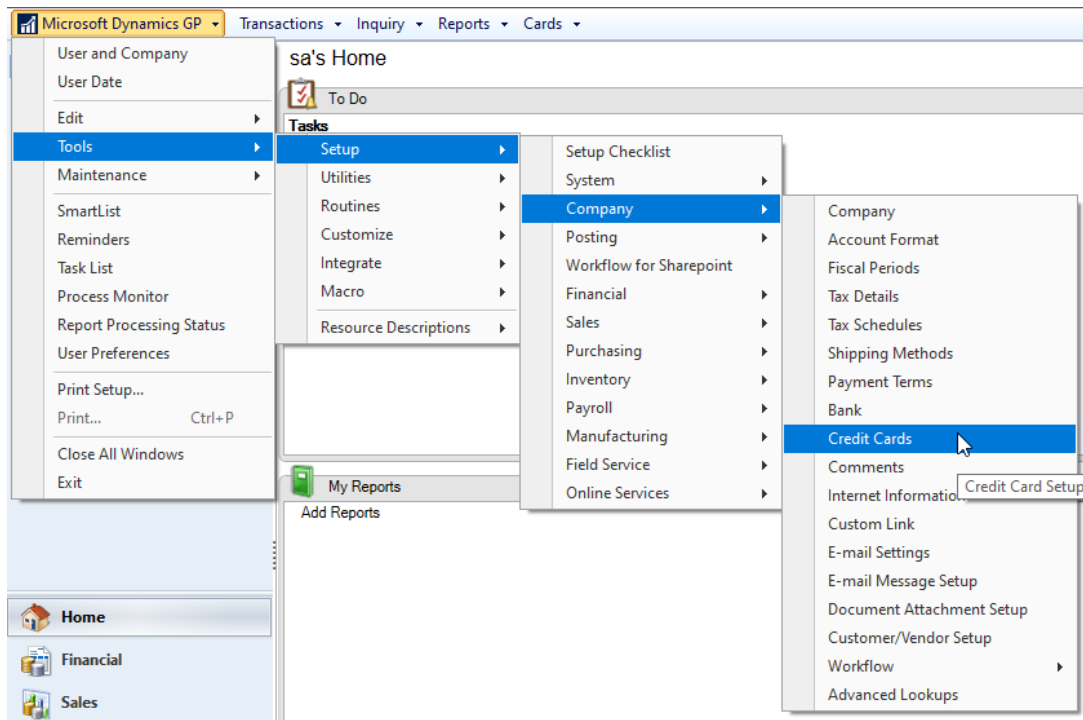 Microsoft Dynamics GP Transactions Inquiry Reports Cards
User and Company
User Date
Edit
Tools
Maintenance
SmartList
Reminders
Task List
Process Monitor
Report Processing Status
User Preferences
Print Setup...
Print... Ctrl+P
Close All Windows
Exit
sa's Home
To Do
Tasks
Setup
Utilities
Routines
Customize
Integrate
Macro
Resource Descriptions
Setup Checklist
System
Company
Posting
Workflow for Sharepoint
Financial
Sales
Purchasing
Inventory
Payroll
Manufacturing
Field Service
Online Services
Company
Account Format
Fiscal Periods
Tax Details
Tax Schedules
Shipping Methods
Payment Terms
Bank
Credit Cards
Comments
Internet Information
Credit Card Setup
Custom Link
E-mail Settings
E-mail Message Setup
Document Attachment Setup
Customer/Vendor Setup
Workflow
Advanced Lookups
My Reports
Add Reports
Home
Financial
Sales